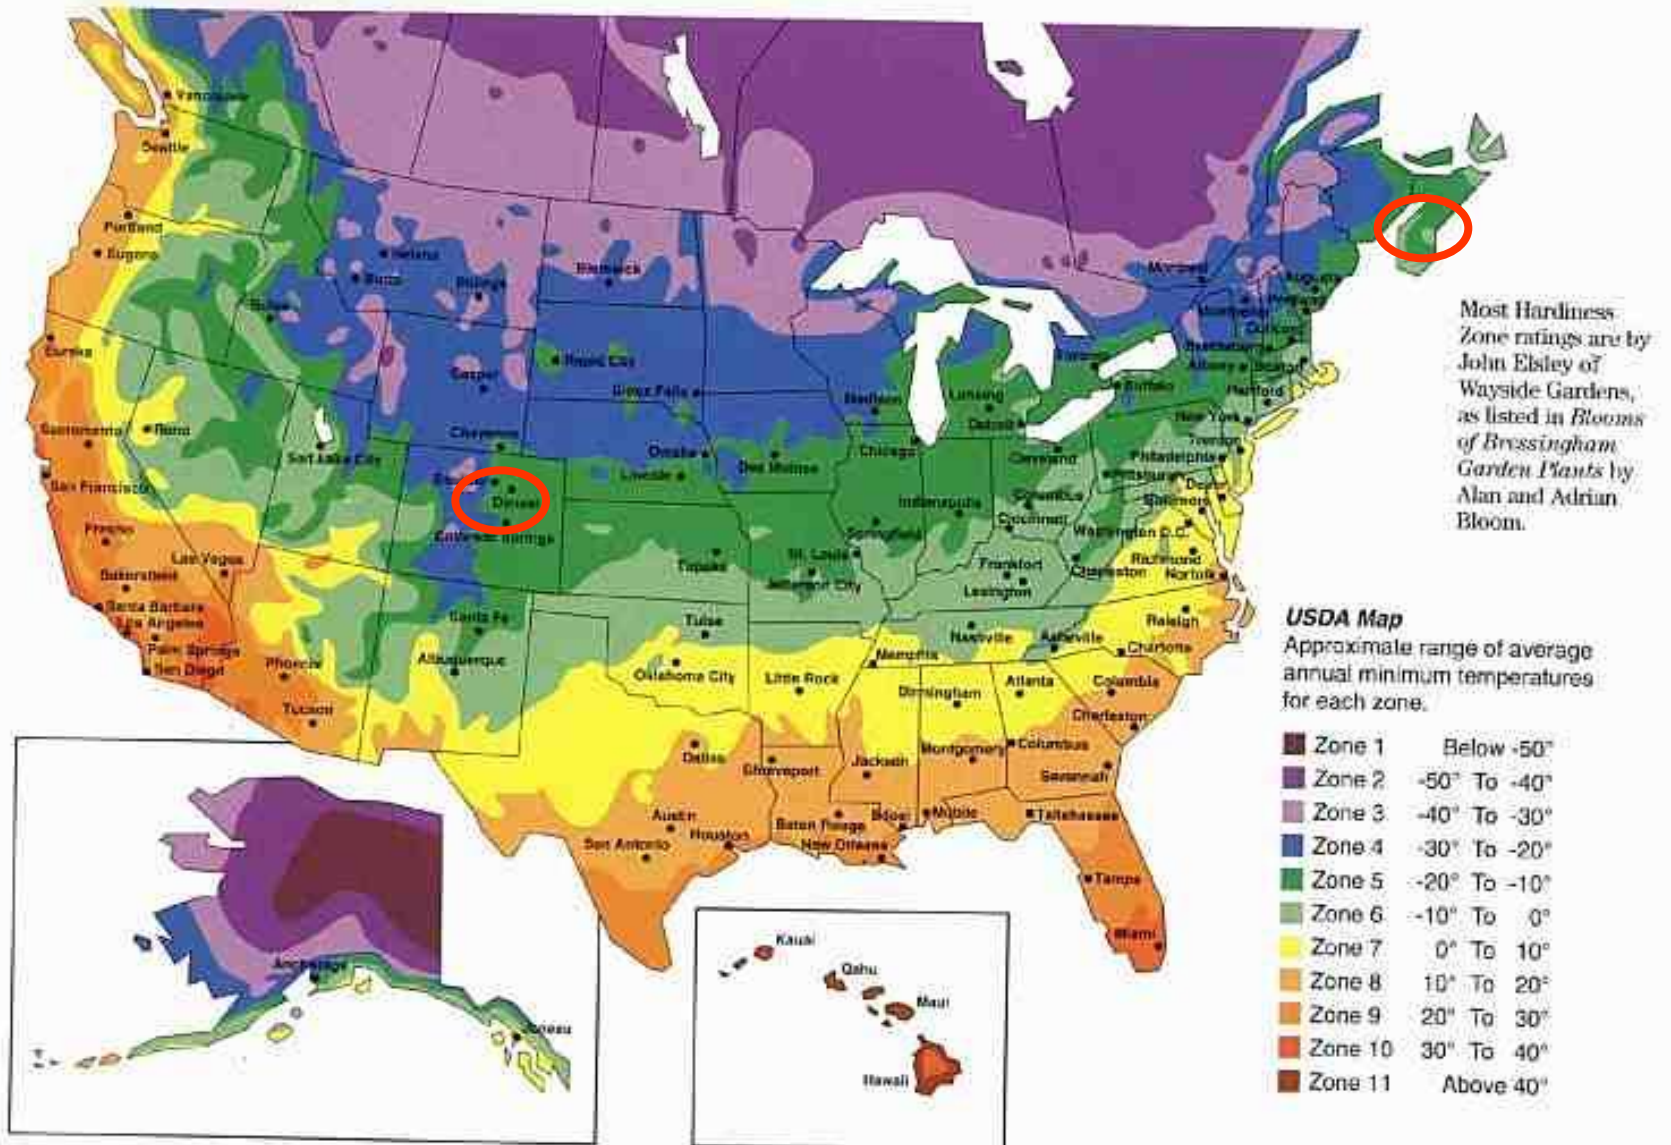 Vancouver
Seattle
Portland
Eugene
Helena
Butte
Billings
Bismarck
Boise
Montreal
Augusta
Eureka
Casper
Rapid City
Sioux Falls
Madison
Lansing
Detroit
Toronto
Buffalo
Albany
Boston
Hartford
New York
Trenton
Sacramento
Reno
Salt Lake City
Cheyenne
Omaha
Lincoln
Des Moines
Chicago
Cleveland
Pittsburgh
Philadelphia
San Francisco
Denver
Colorado Springs
Indianapolis
Columbus
Cincinnati
Baltimore
Dover
Washington D.C.
Fresno
Las Vegas
Topeka
St. Louis
Springfield
Jefferson City
Frankfort
Lexington
Charleston
Richmond
Norfolk
Bakersfield
Santa Barbara
Los Angeles
Palm Springs
San Diego
Santa Fe
Albuquerque
Tulsa
Oklahoma City
Nashville
Asheville
Raleigh
Memphis
Charlotte
Phoenix
Tucson
Little Rock
Birmingham
Atlanta
Columbia
Charleston
Dallas
Shreveport
Jackson
Montgomery
Columbus
Savannah
Austin
San Antonio
Houston
Baton Rouge
New Orleans
Biloxi
Mobile
Tallahassee
Tampa
Miami
Anchorage
Juneau
Kauai
Oahu
Maui
Hawaii
Most Hardiness
Zone ratings are by
John Elsley of
Wayside Gardens,
as listed in Blooms
of Bressingham
Garden Plants by
Alan and Adrian
Bloom.
USDA Map
Approximate range of average
annual minimum temperatures
for each zone.
Zone 1 Below -50°
Zone 2 -50° To -40°
Zone 3 -40° To -30°
Zone 4 -30° To -20°
Zone 5 -20° To -10°
Zone 6 -10° To 0°
Zone 7 0° To 10°
Zone 8 10° To 20°
Zone 9 20° To 30°
Zone 10 30° To 40°
Zone 11 Above 40°